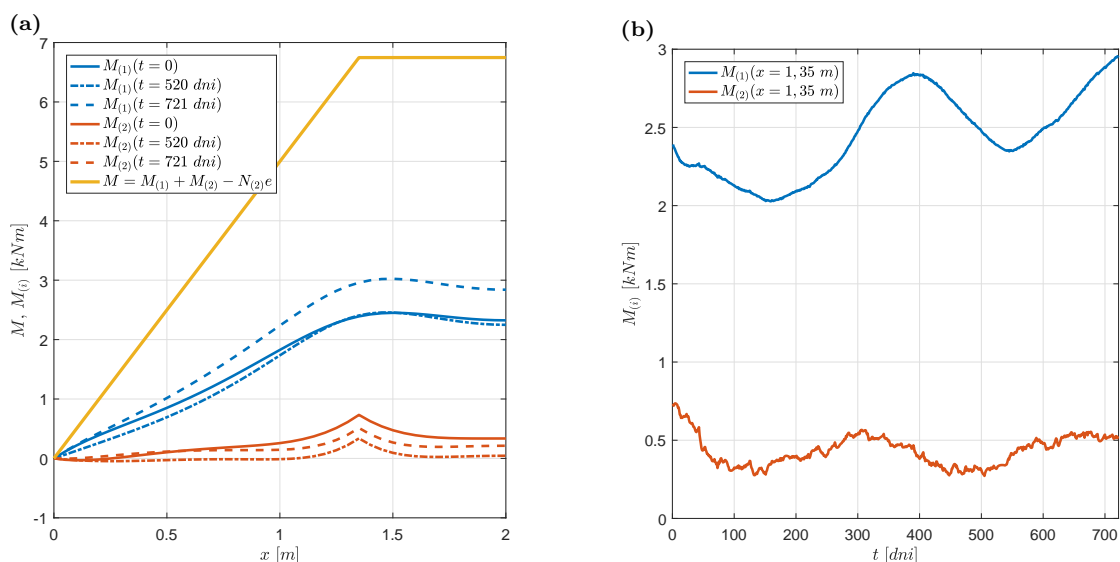 (a)
7
6
5
4
3
2
1
0
-1
M, M(i) [kNm]
M(1)(t = 0)
M(1)(t = 520 dni)
M(1)(t = 721 dni)
M(2)(t = 0)
M(2)(t = 520 dni)
M(2)(t = 721 dni)
M = M(1) + M(2) − N(2)e
0 0.5 1 1.5 2
x [m]
(b)
3
2.5
2
1.5
1
0.5
0
M(i) [kNm]
M(1)(x = 1, 35 m)
M(2)(x = 1, 35 m)
0 100 200 300 400 500 600 700
t [dni]